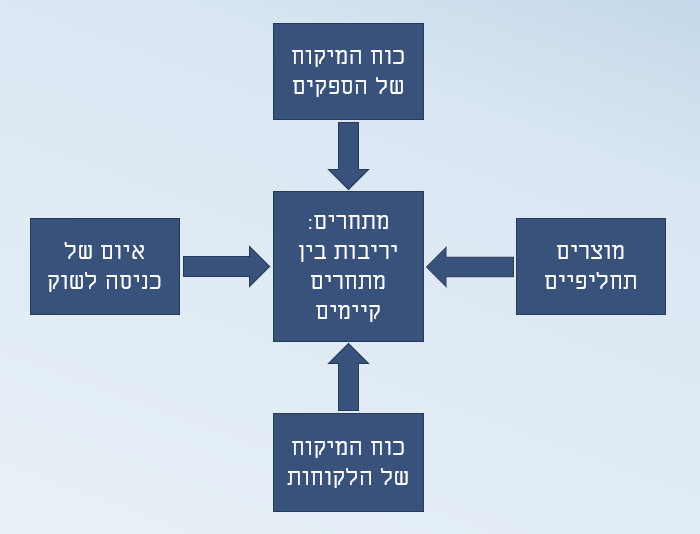 כוח המיקוח
של הספקים
מוצרים
תחליפיים
מתחרים:
יריבות בין
מתחרים
קיימים
איום של
כניסה לשוק
כוח המיקוח
של הלקוחות